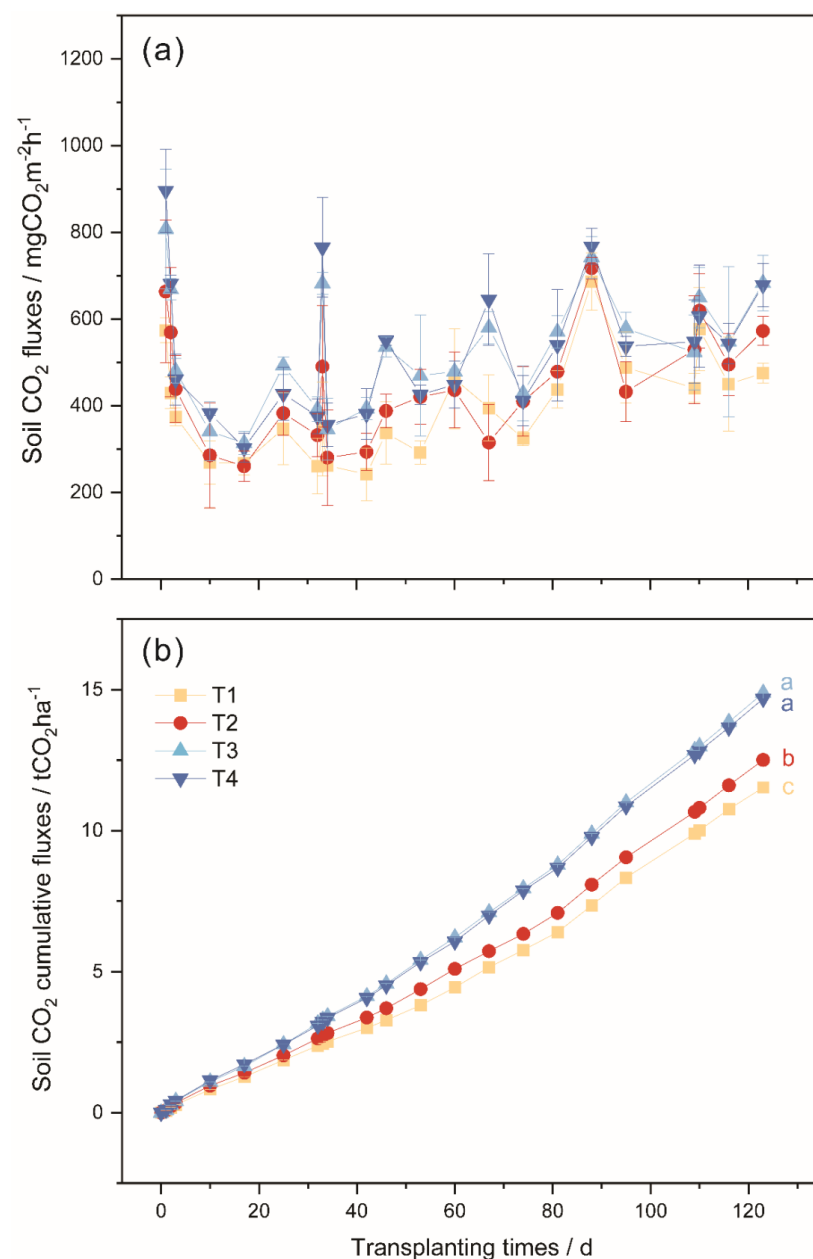 (a)
1200
1000
800
600
400
200
0
Soil CO₂ fluxes / mgCO₂m⁻²h⁻¹
(b)
T1
T2
T3
T4
a
a
b
c
15
10
5
0
Soil CO₂ cumulative fluxes / tCO₂ha⁻¹
0 20 40 60 80 100 120
Transplanting times / d